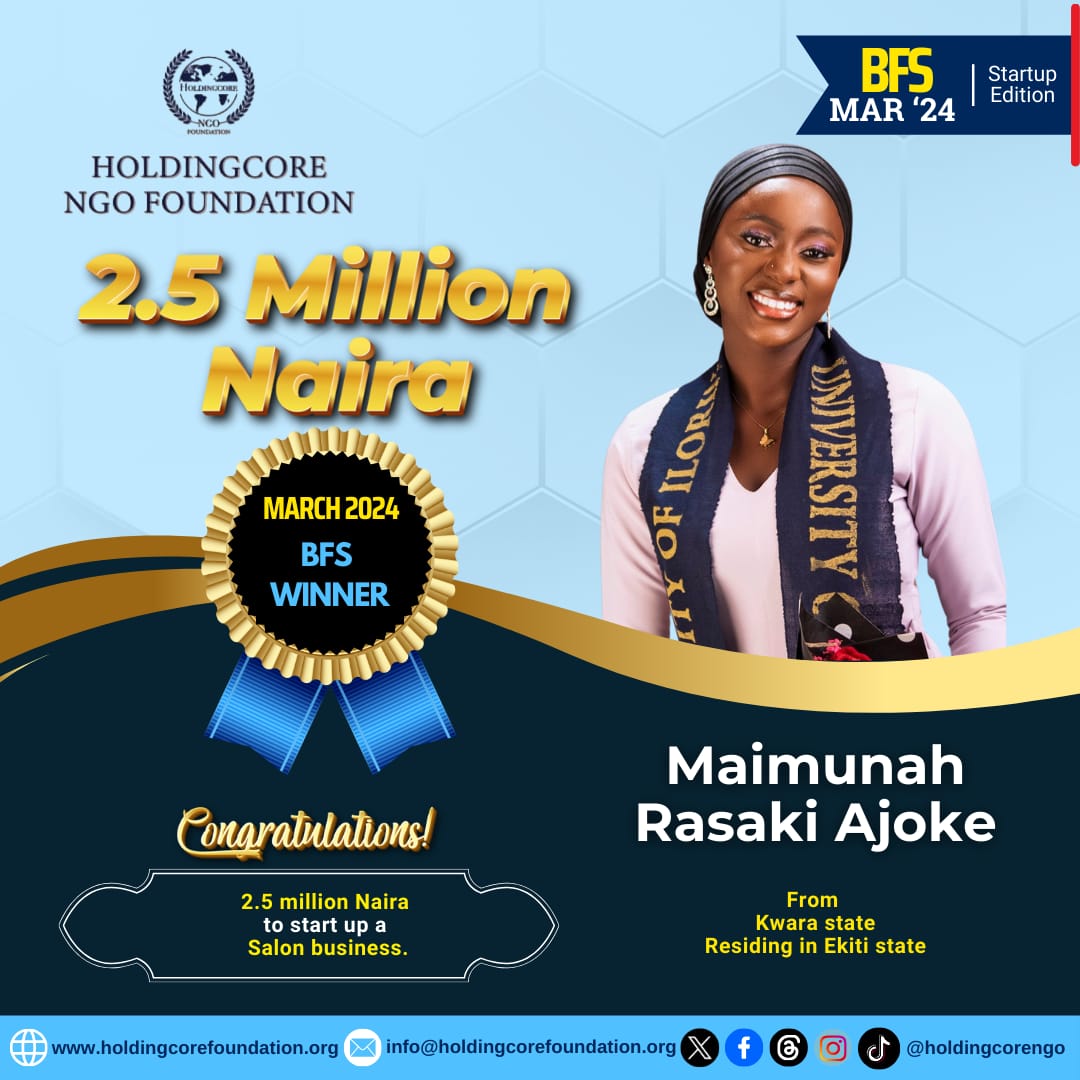 HOLDINGCORE
NGO
FOUNDATION
HOLDINGCORE
NGO FOUNDATION
BFS
MAR ‘24
Startup
Edition
2.5 Million
Naira
MARCH 2024
BFS
WINNER
UNIVERSITY O
TY OF ILORIN
Maimunah
Rasaki Ajoke
From
Kwara state
Residing in Ekiti state
Congratulations!
2.5 million Naira
to start up a
Salon business.
www.holdingcorefoundation.org info@holdingcorefoundation.org @holdingcorengo